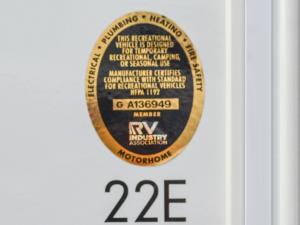 ELECTRICAL • PLUMBING • HEATING • FIRE SAFETY
THIS RECREATIONAL
VEHICLE IS DESIGNED
FOR TEMPORARY
RECREATIONAL, CAMPING,
OR SEASONAL USE
MANUFACTURER CERTIFIES
COMPLIANCE WITH STANDARD
FOR RECREATIONAL VEHICLES
NFPA 1192
G A136949
MEMBER
RV
INDUSTRY
ASSOCIATION
MOTORHOME
22E